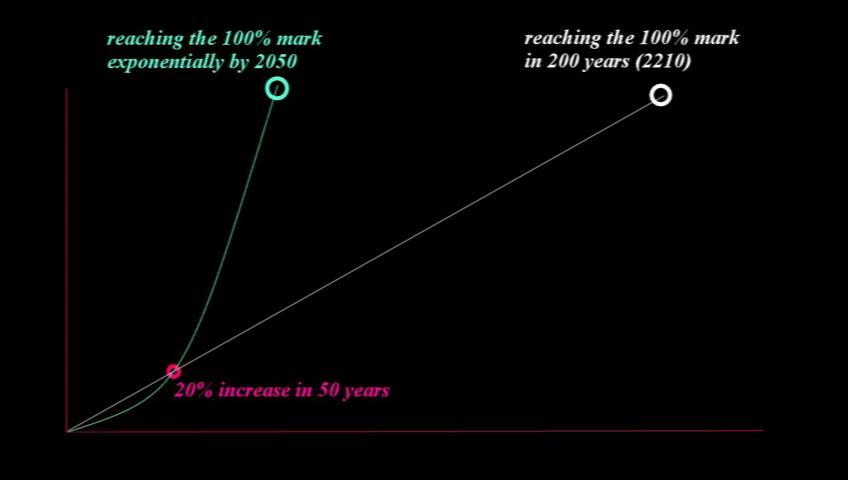 reaching the 100% mark
exponentially by 2050
reaching the 100% mark
in 200 years (2210)
20% increase in 50 years